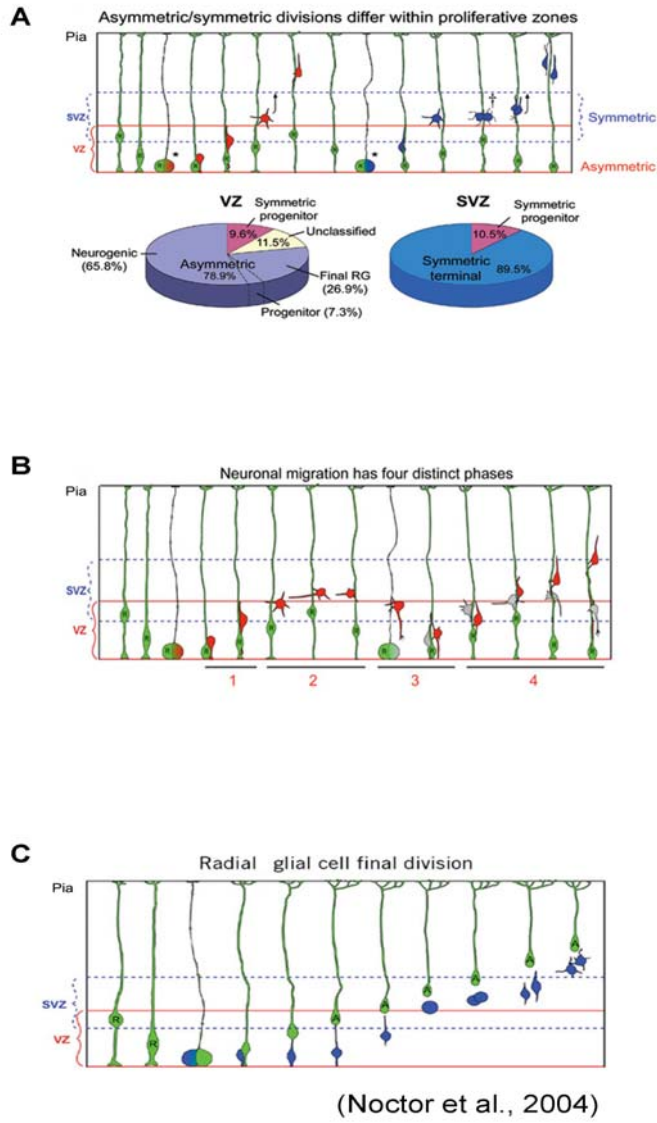 A
Asymmetric/symmetric divisions differ within proliferative zones
Pia
SVZ
VZ
Symmetric
Asymmetric
R R R * R R R R R * R R R R R
VZ
SVZ
Symmetric progenitor
9.6%
Unclassified
11.5%
Neurogenic (65.8%)
Asymmetric
78.9%
Final RG (26.9%)
Progenitor (7.3%)
Symmetric progenitor
10.5%
Symmetric terminal
89.5%
B
Neuronal migration has four distinct phases
Pia
SVZ
VZ
1 2 3 4
C
Radial glial cell final division
Pia
SVZ
VZ
R R A A A A A
(Noctor et al., 2004)